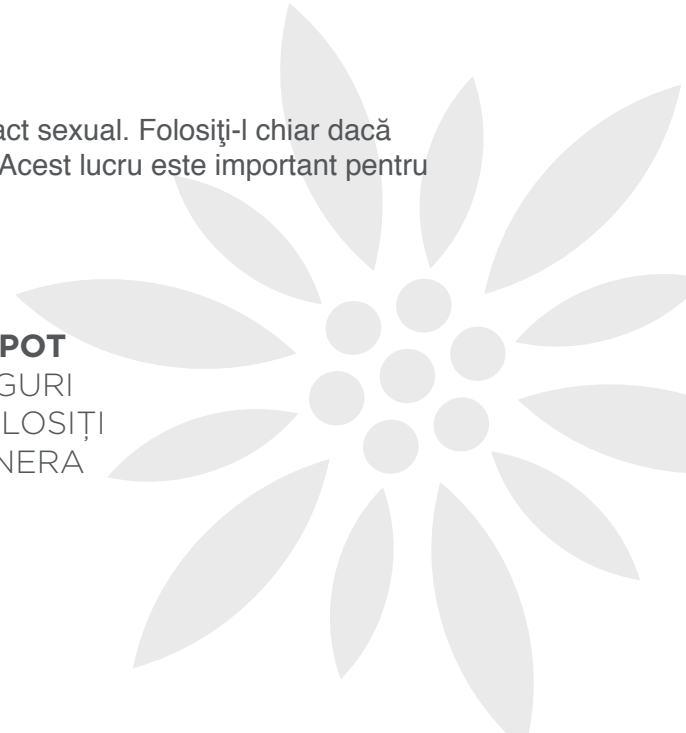 act sexual. Folosiţi-l chiar dacă
Acest lucru este important pentru
POT
GURI
LOSIȚI
NERA